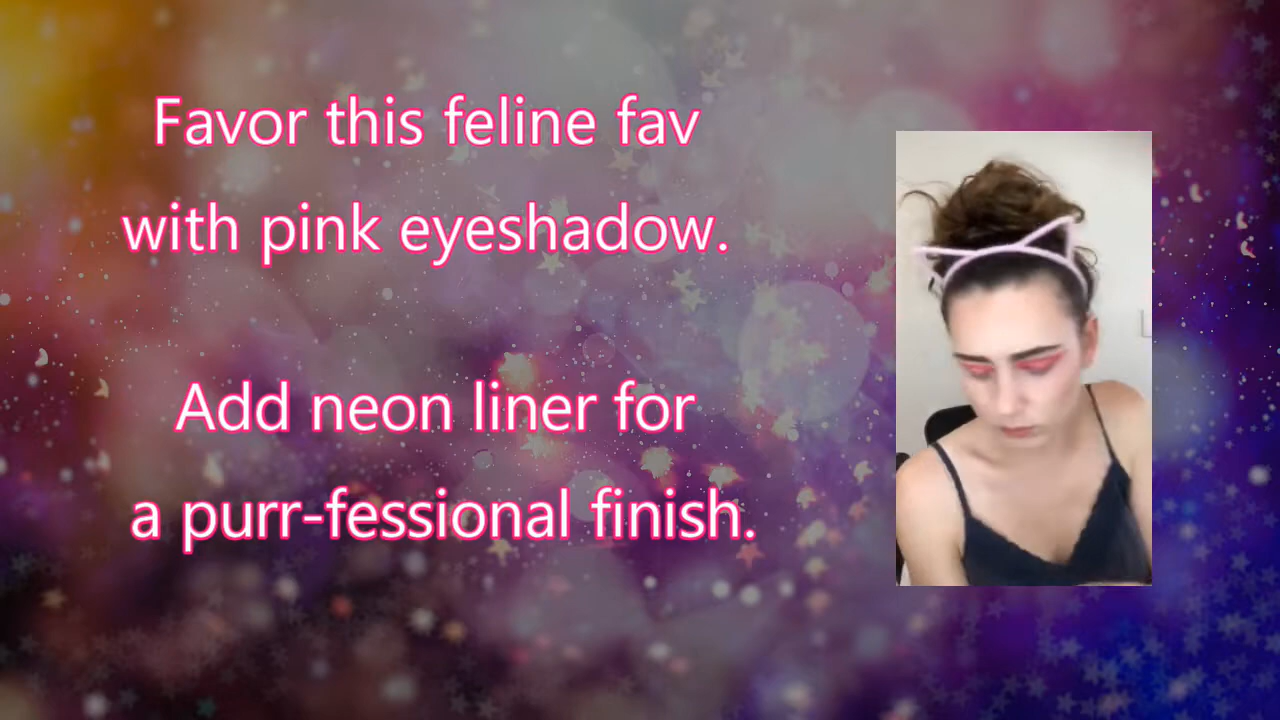 Favor this feline fav
with pink eyeshadow.
Add neon liner for
a purr-fessional finish.